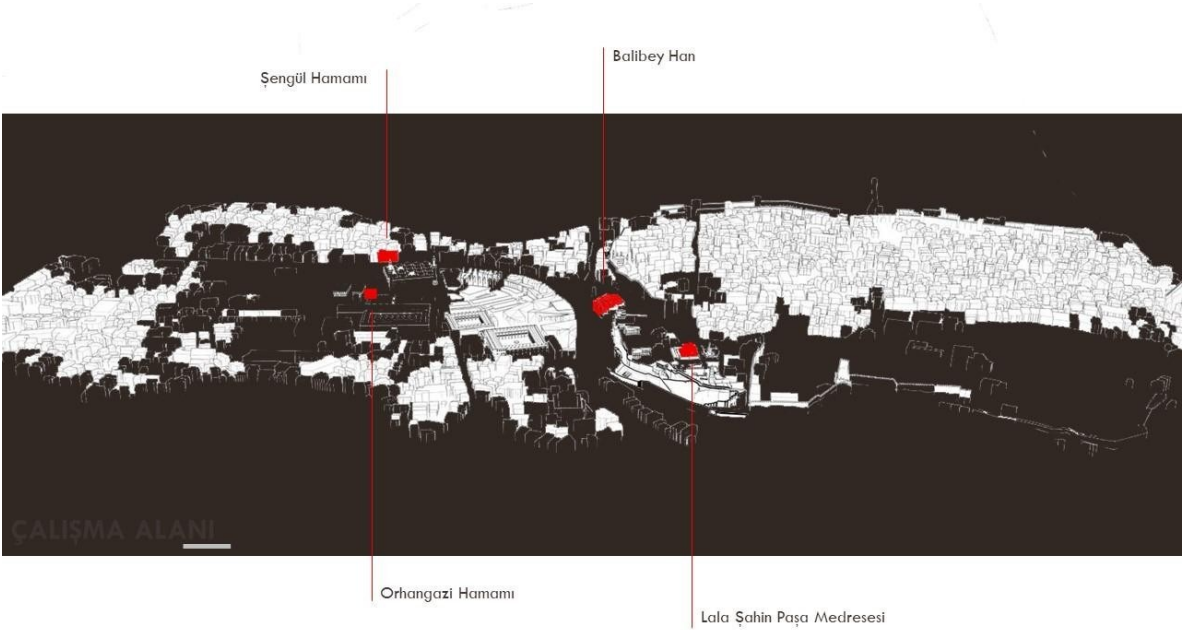 Balibey Han
Şengül Hamamı
ÇALIŞMA ALANI
Orhangazi Hamamı
Lala Şahin Paşa Medresesi